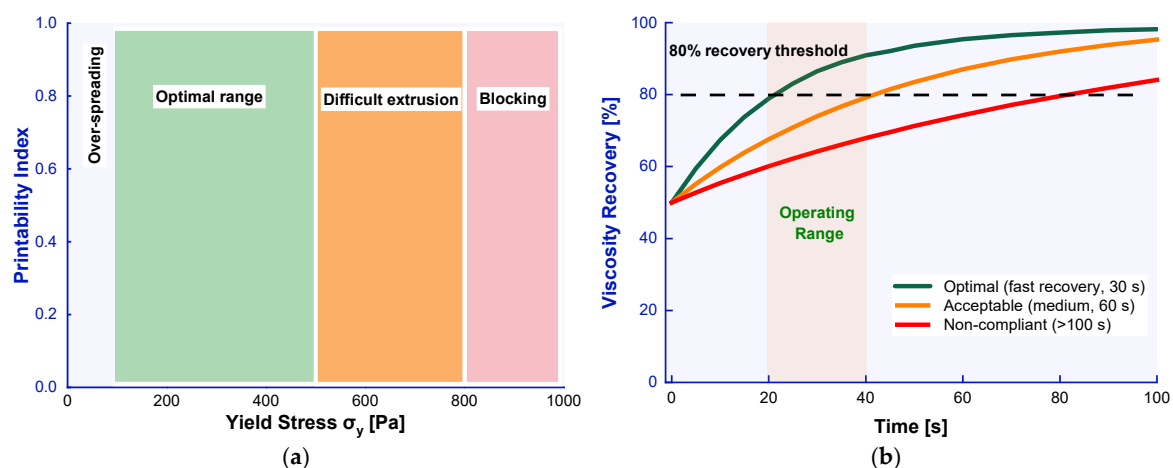 Printability Index
1.0
0.8
0.6
0.4
0.2
0.0
Over-spreading
Optimal range
Difficult extrusion
Blocking
0
200
400
600
800
1000
Yield Stress σy [Pa]
(a)
Viscosity Recovery [%]
100
80
60
40
20
0
80% recovery threshold
Operating
Range
Optimal (fast recovery, 30 s)
Acceptable (medium, 60 s)
Non-compliant (>100 s)
0
20
40
60
80
100
Time [s]
(b)